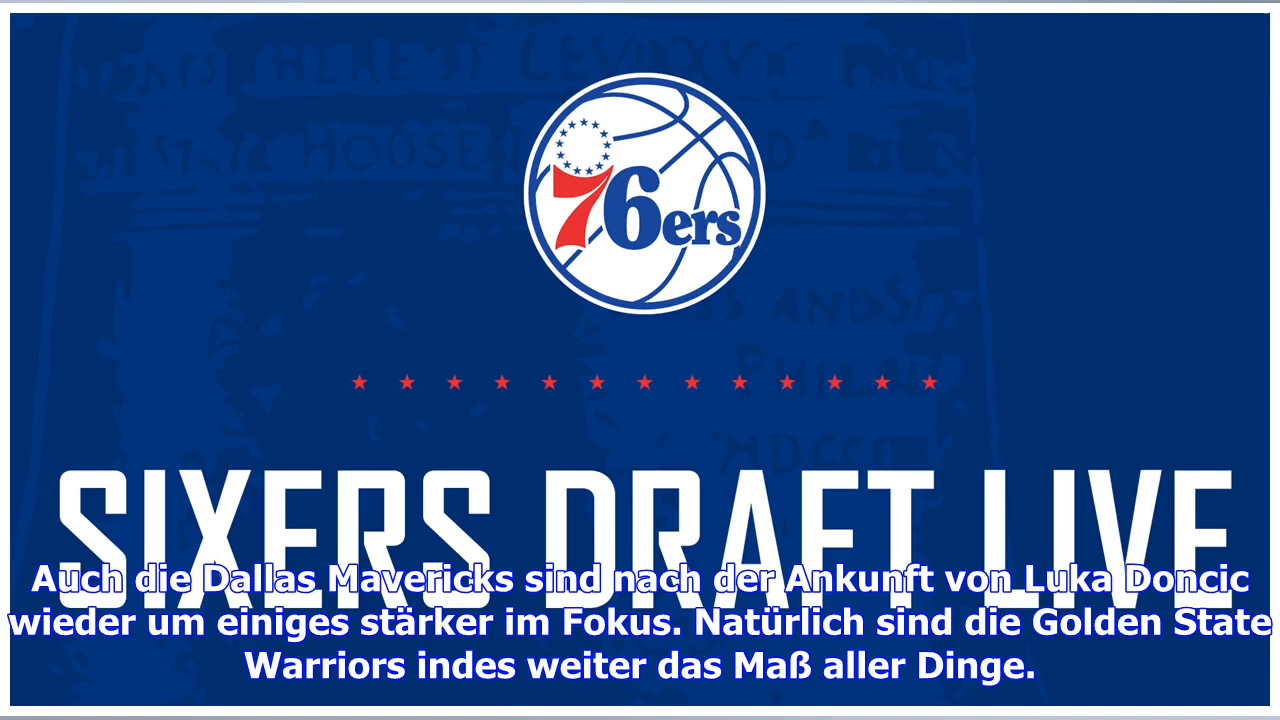 76ers
SIXERS DRAFT LIVE
Auch die Dallas Mavericks sind nach der Ankunft von Luka Doncic
wieder um einiges stärker im Fokus. Natürlich sind die Golden State
Warriors indes weiter das Maß aller Dinge.